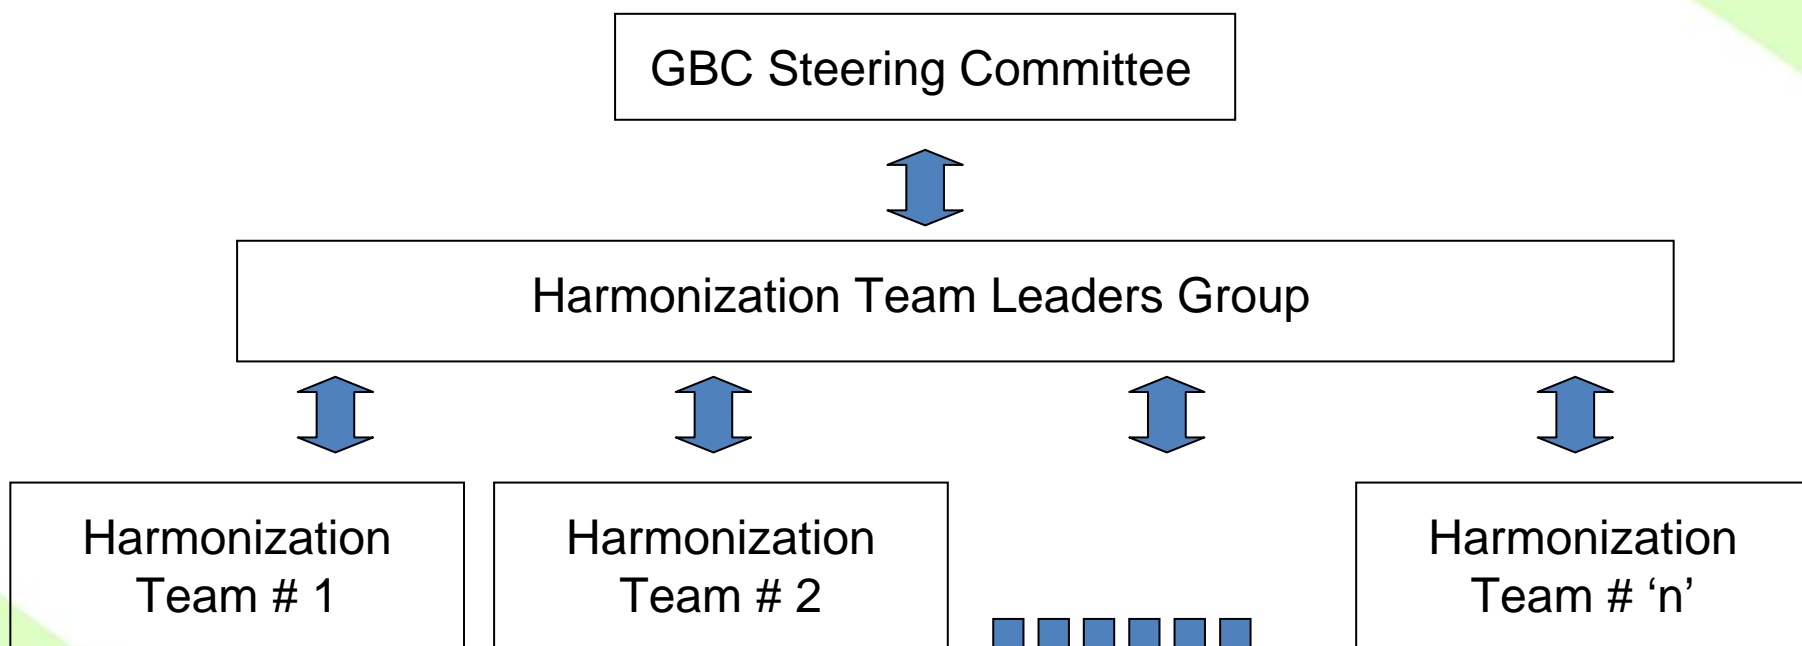 GBC Steering Committee
Harmonization Team Leaders Group
Harmonization
Team # 1
Harmonization
Team # 2
Harmonization
Team # ‘n’